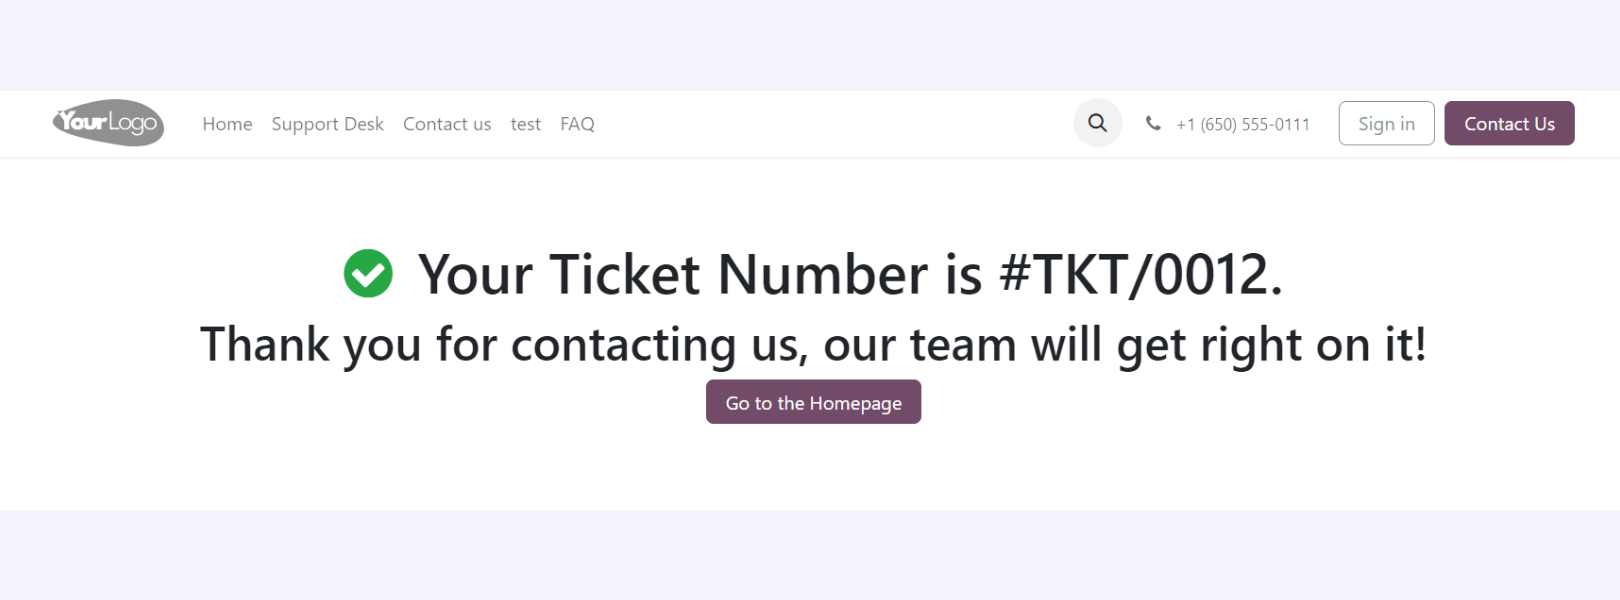 YourLogo
Home Support Desk Contact us test FAQ +1 (650) 555-0111 Sign in Contact Us
Your Ticket Number is #TKT/0012.
Thank you for contacting us, our team will get right on it!
Go to the Homepage